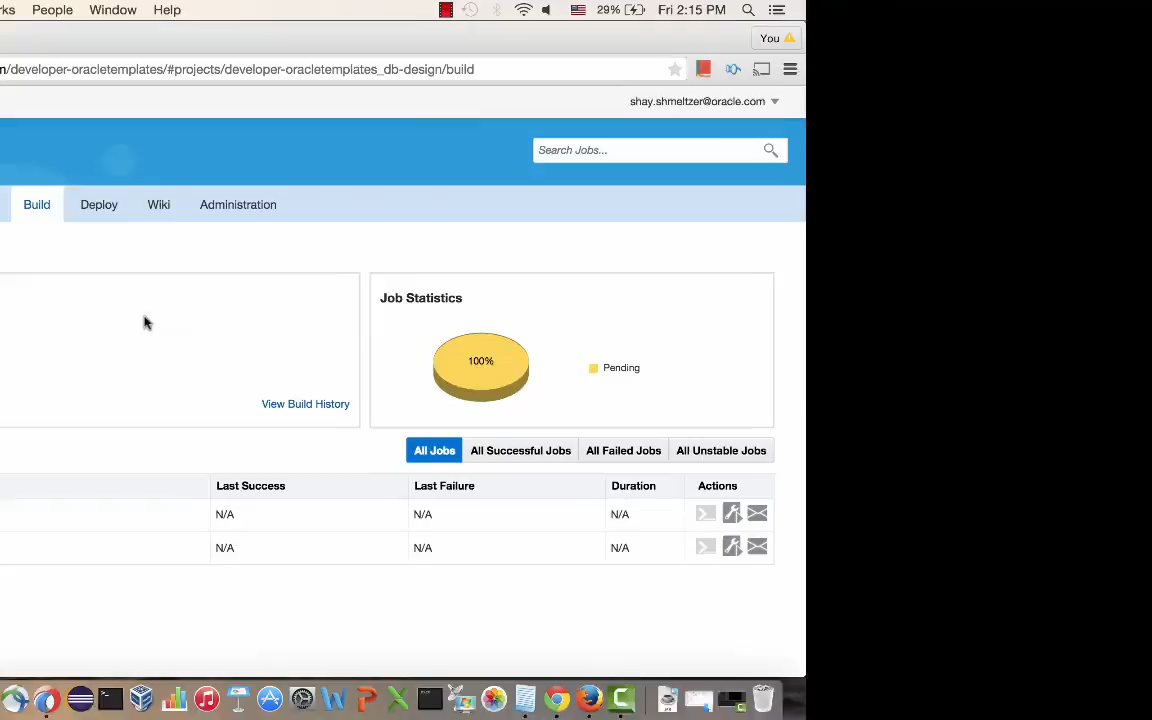 rks People Window Help 29% Fri 2:15 PM
You
n/developer-oracletemplates/#projects/developer-oracletemplates_db-design/build
shay.shmeltzer@oracle.com
Search Jobs...
Build Deploy Wiki Administration
Job Statistics
100%
Pending
View Build History
All Jobs All Successful Jobs All Failed Jobs All Unstable Jobs
Last Success Last Failure Duration Actions
N/A N/A N/A
N/A N/A N/A